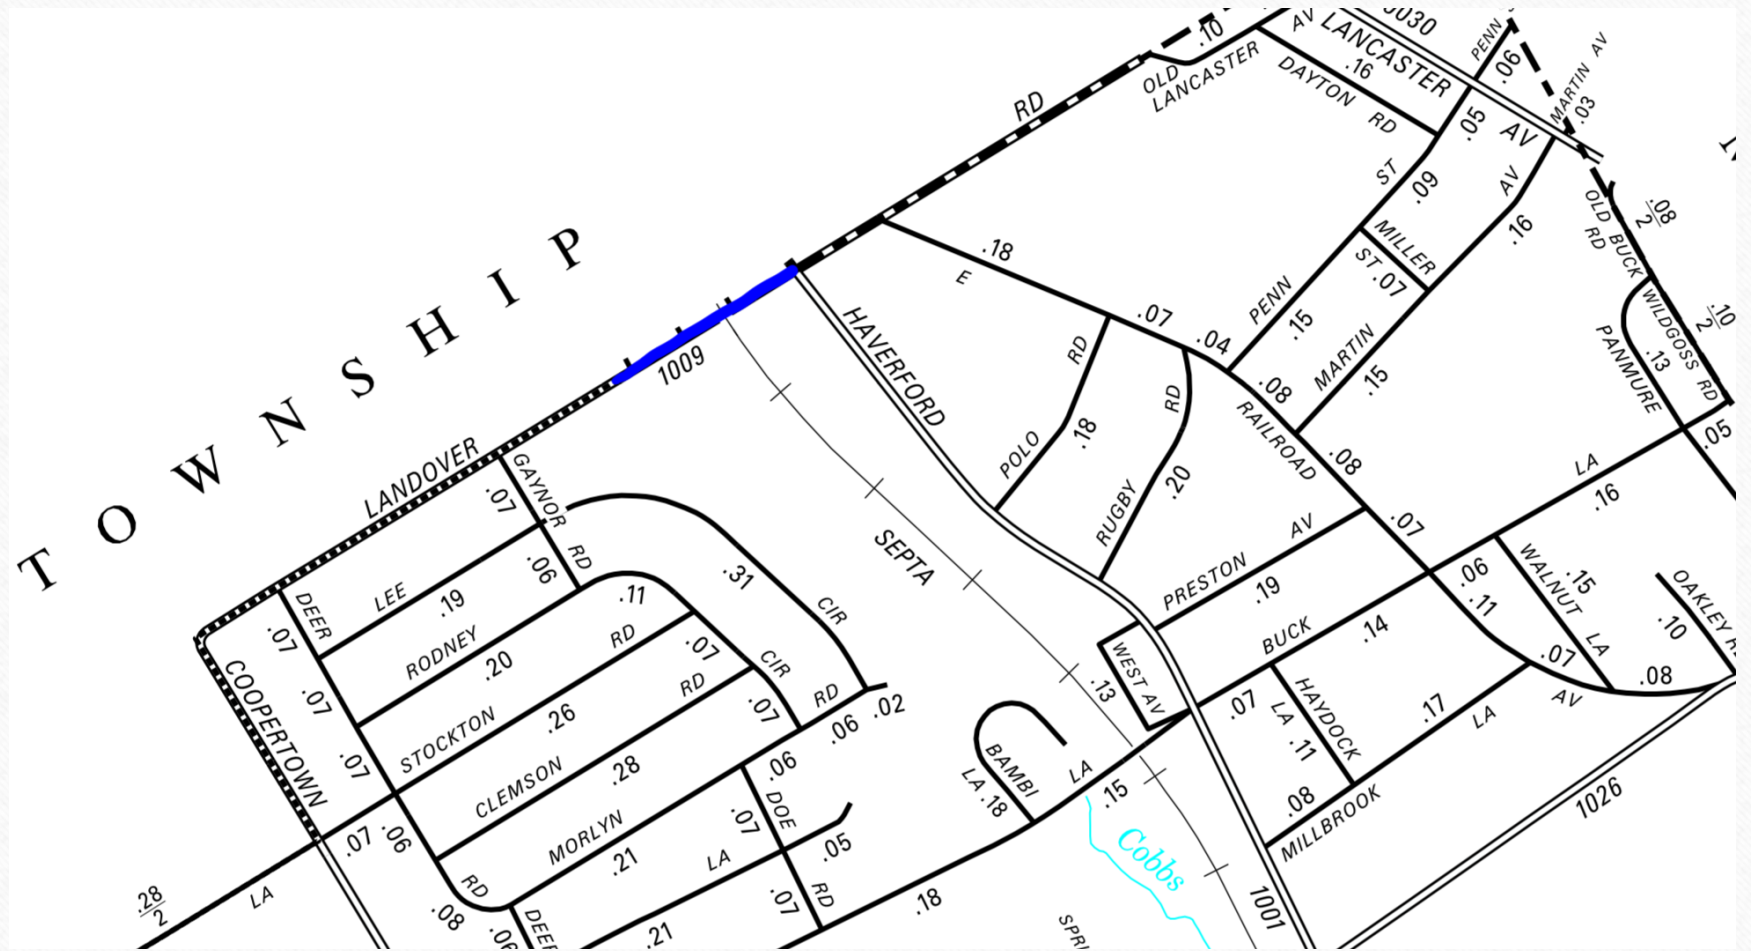 TOWNSHIP
RD
.10
OLD
LANCASTER
AV
LANCASTER
AV
.16
DAYTON
RD
PENN
.06
MARTIN AV
.03
.05
ST
.09
AV
.16
MILLER
ST
.07
OLD BUCK
RD
.08
2
.10
2
WILDGOSS RD
.13
PANMURE
.05
.18
E
.07
.04
PENN
.15
MARTIN
.15
.08
RAILROAD
.08
.07
HAVERFORD
RD
POLO
.18
RD
RUGBY
.20
1009
LANDOVER
GAYNOR
RD
.07
.06
LEE
.19
.31
CIR
SEPTA
DEER
.07
.07
.07
RODNEY
.20
.11
RD
STOCKTON
.26
.07
CIR
RD
CLEMSON
.28
.07
RD
MORLYN
.21
.06
.02
COOPERTOWN
.07
.06
.28
2
LA
RD
.08
DEER
.06
.06
DOE
RD
.07
.07
LA
.05
.21
.18
BAMBI
LA
.18
LA
.15
Cobbs
WEST AV
.13
PRESTON
AV
.19
BUCK
LA
.14
.16
.06
.11
WALNUT
LA
.15
OAKLEY
.10
.07
.08
AV
HAYDOCK
LA
.07
.11
.08
.17
LA
MILLBROOK
1026
1001